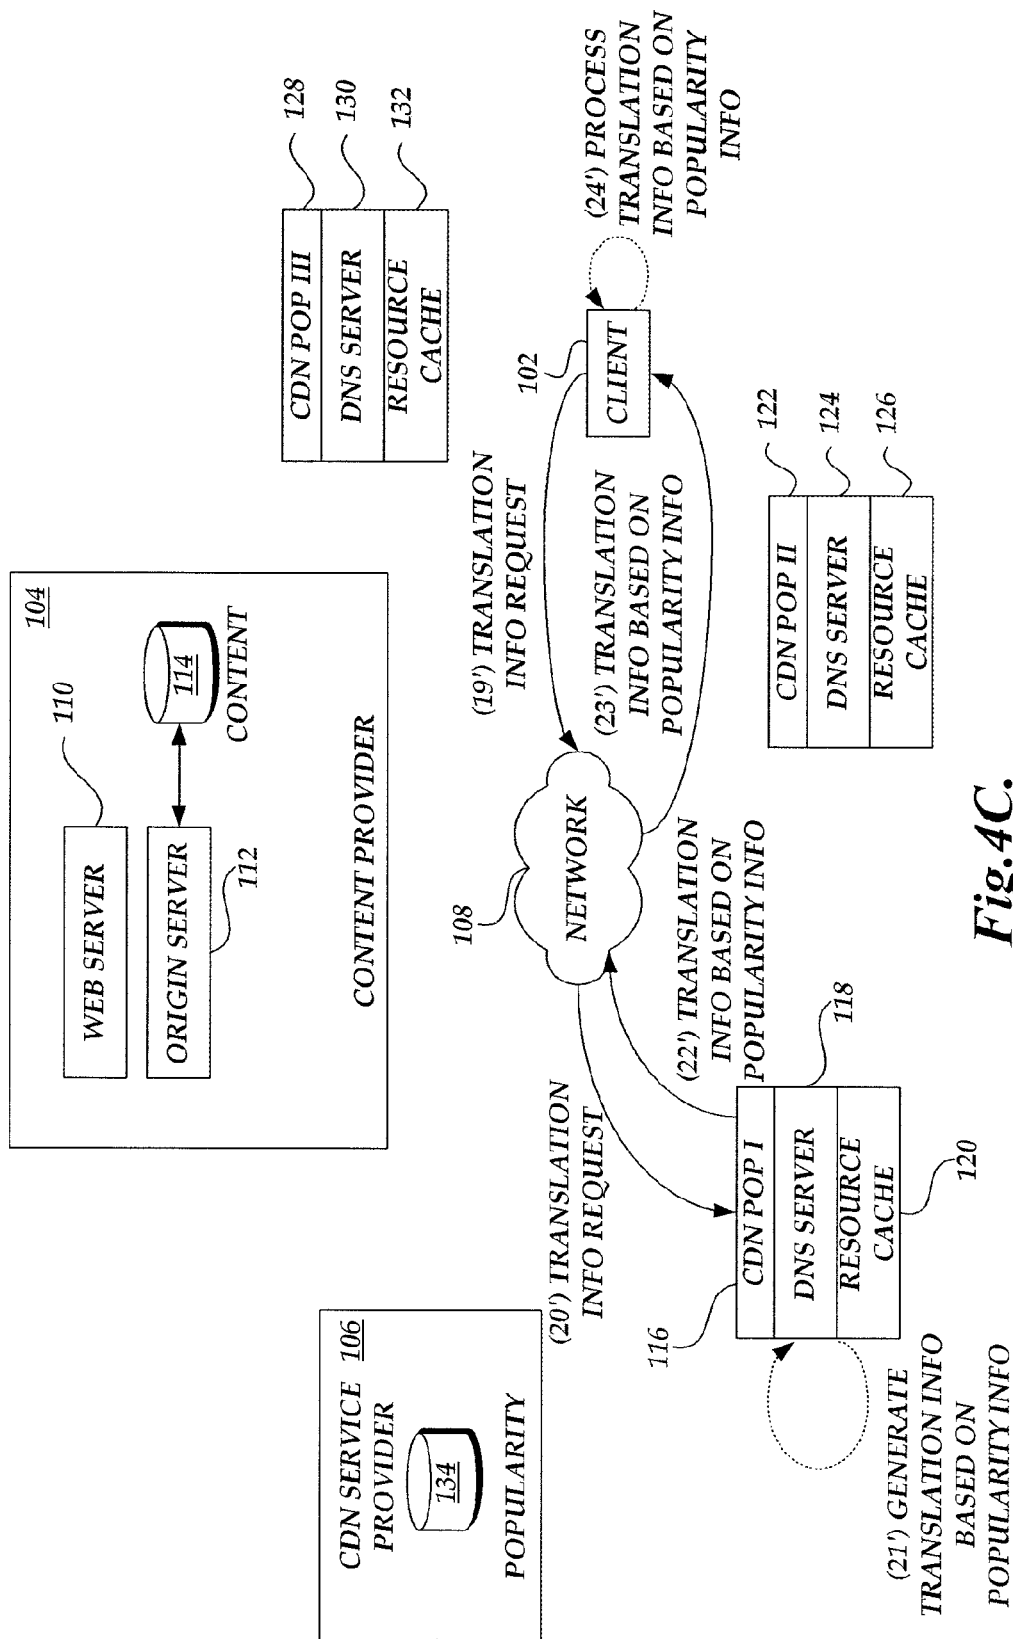 104
WEB SERVER
110
ORIGIN SERVER
112
114
CONTENT
CONTENT PROVIDER
CDN SERVICE
PROVIDER
106
134
POPULARITY
CDN POP III
DNS SERVER
RESOURCE
CACHE
128
130
132
NETWORK
108
(19') TRANSLATION
INFO REQUEST
(20') TRANSLATION
INFO REQUEST
CDN POP I
DNS SERVER
RESOURCE
CACHE
116
118
120
(21') GENERATE
TRANSLATION INFO
BASED ON
POPULARITY INFO
(22') TRANSLATION
INFO BASED ON
POPULARITY INFO
(23') TRANSLATION
INFO BASED ON
POPULARITY INFO
CLIENT
102
(24') PROCESS
TRANSLATION
INFO BASED ON
POPULARITY
INFO
CDN POP II
DNS SERVER
RESOURCE
CACHE
122
124
126
Fig.4C.